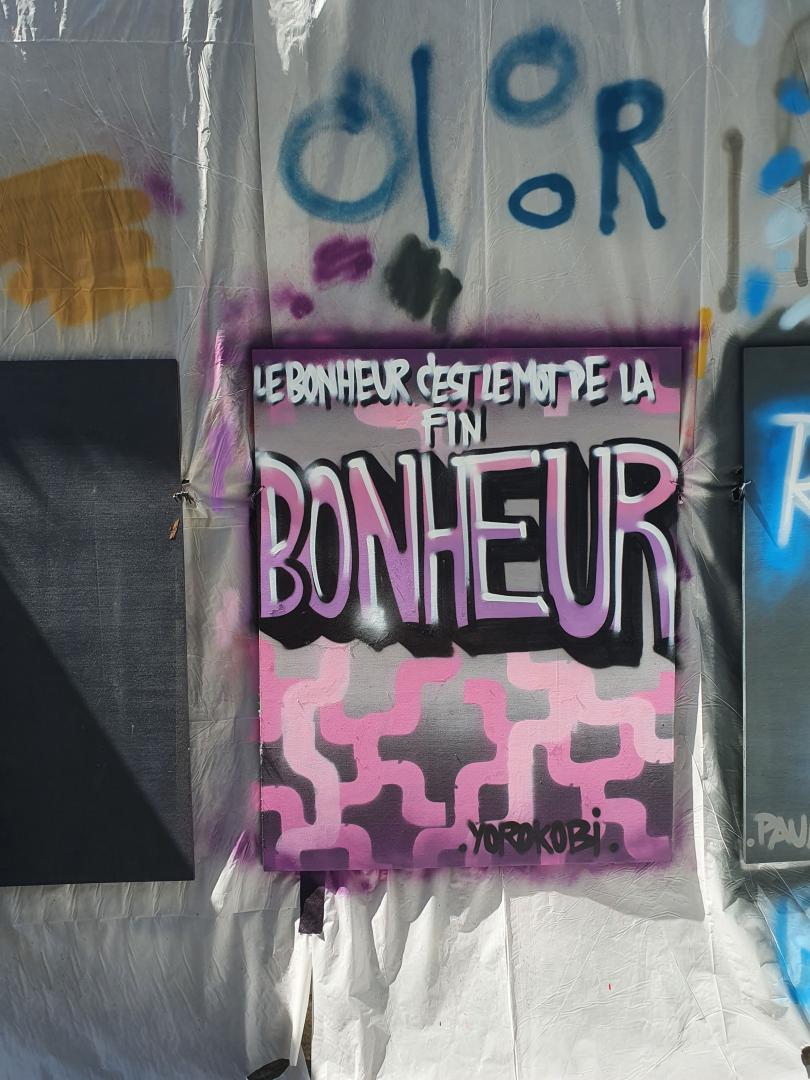 LE BONHEUR C'EST LE MOT DE LA
FIN
BONHEUR
.YOROKOBi.